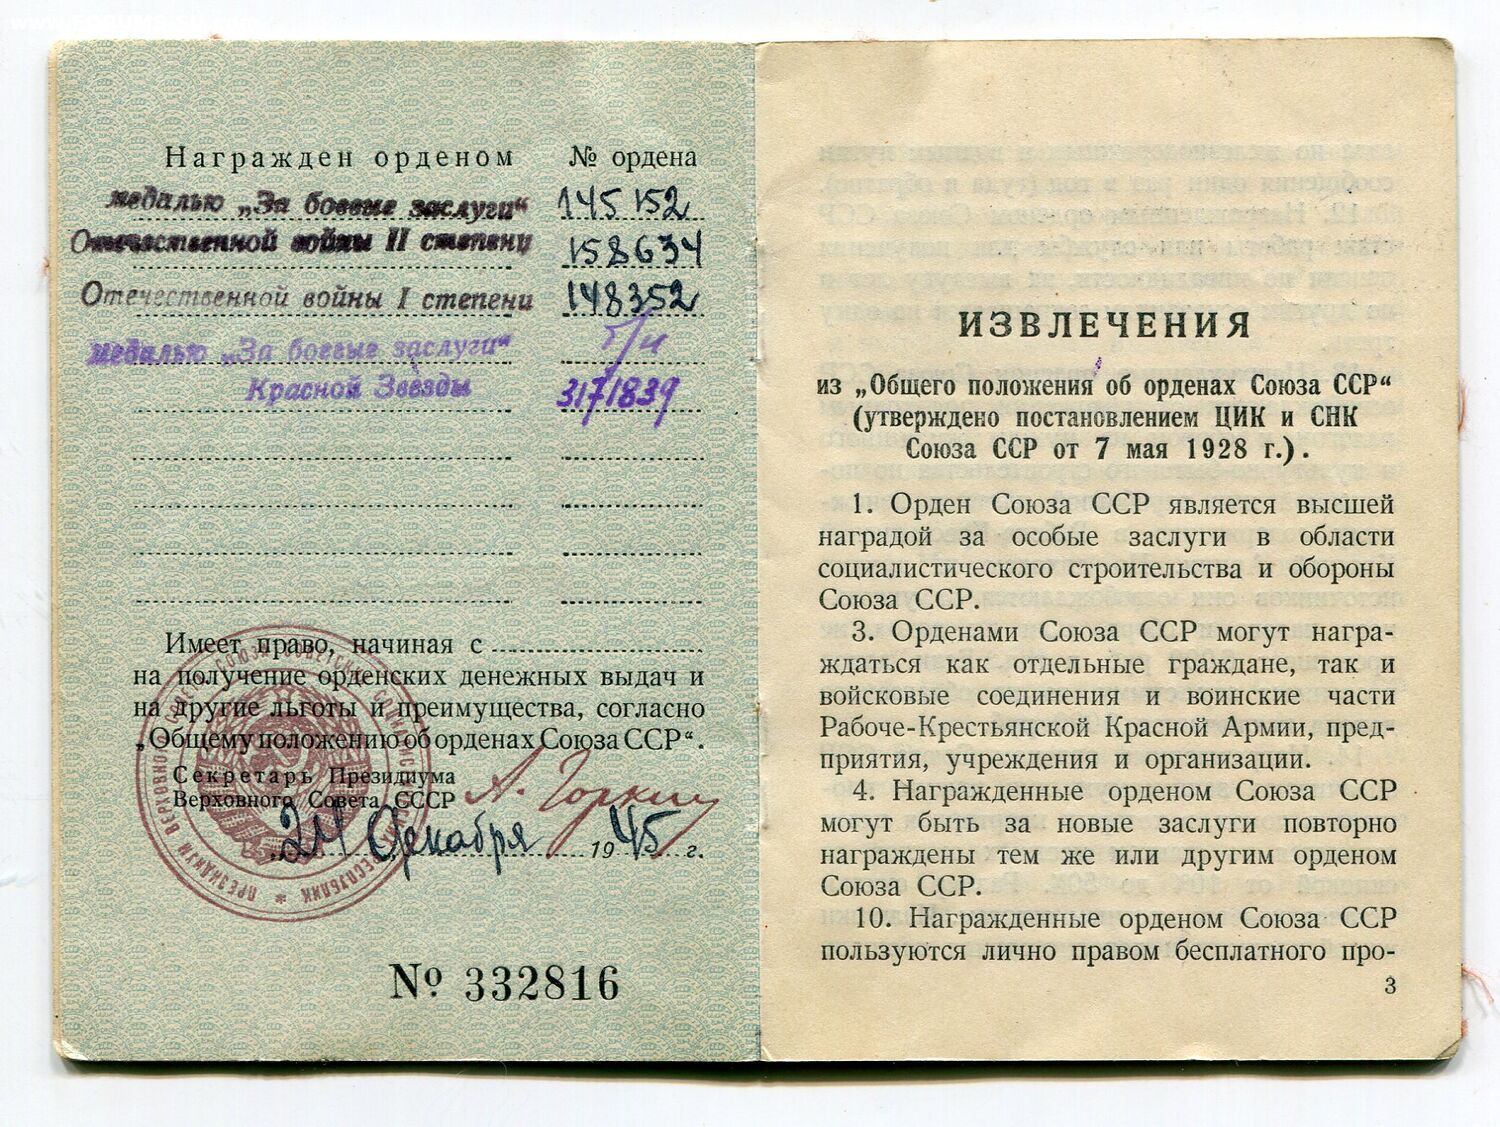 Награжден орденом № ордена
медалью „За боевые заслуги“ 145152
Отечественной войны II степени 158634
Отечественной войны I степени 148352
медалью „За боевые заслуги“ б/н
Красной Звезды 3171839
Имеет право, начиная с
на получение орденских денежных выдач и
на другие льготы и преимущества, согласно
„Общему положению об орденах Союза ССР“.
Секретарь Президиума
Верховного Совета СССР А. Горкин
24 Декабря 1945 г.
№ 332816
ИЗВЛЕЧЕНИЯ
из „Общего положения об орденах Союза ССР“
(утверждено постановлением ЦИК и СНК
Союза ССР от 7 мая 1928 г.).
1. Орден Союза ССР является высшей
наградой за особые заслуги в области
социалистического строительства и обороны
Союза ССР.
3. Орденами Союза ССР могут награ-
ждаться как отдельные граждане, так и
войсковые соединения и воинские части
Рабоче-Крестьянской Красной Армии, пред-
приятия, учреждения и организации.
4. Награжденные орденом Союза ССР
могут быть за новые заслуги повторно
награждены тем же или другим орденом
Союза ССР.
10. Награжденные орденом Союза ССР
пользуются лично правом бесплатного про-
3